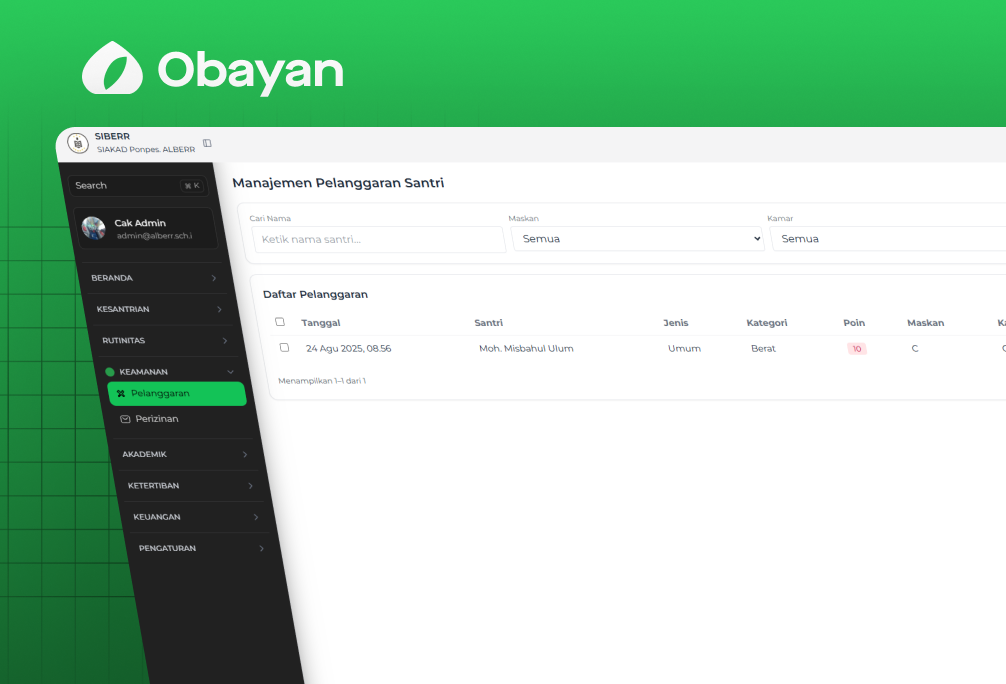 Obayan
SIBERR
SIAKAD Ponpes. ALBERR
Search
⌘ K
Cak Admin
admin@alberr.sch.i
BERANDA
KESANTRIAN
RUTINITAS
KEAMANAN
Pelanggaran
Perizinan
AKADEMIK
KETERTIBAN
KEUANGAN
PENGATURAN
Manajemen Pelanggaran Santri
Cari Nama Maskan Kamar
Ketik nama santri... Semua Semua
Daftar Pelanggaran
Tanggal Santri Jenis Kategori Poin Maskan
24 Agu 2025, 08.56 Moh. Misbahul Ulum Umum Berat 10 C
Menampilkan 1–1 dari 1